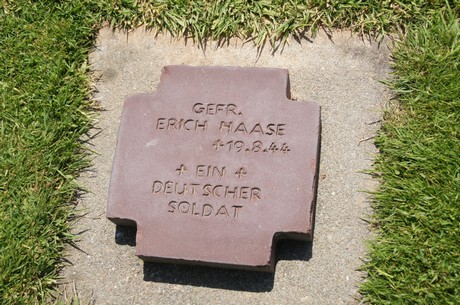 GEFR.
ERICH HAASE
+19.8.44
+ EIN +
DEUTSCHER
SOLDAT